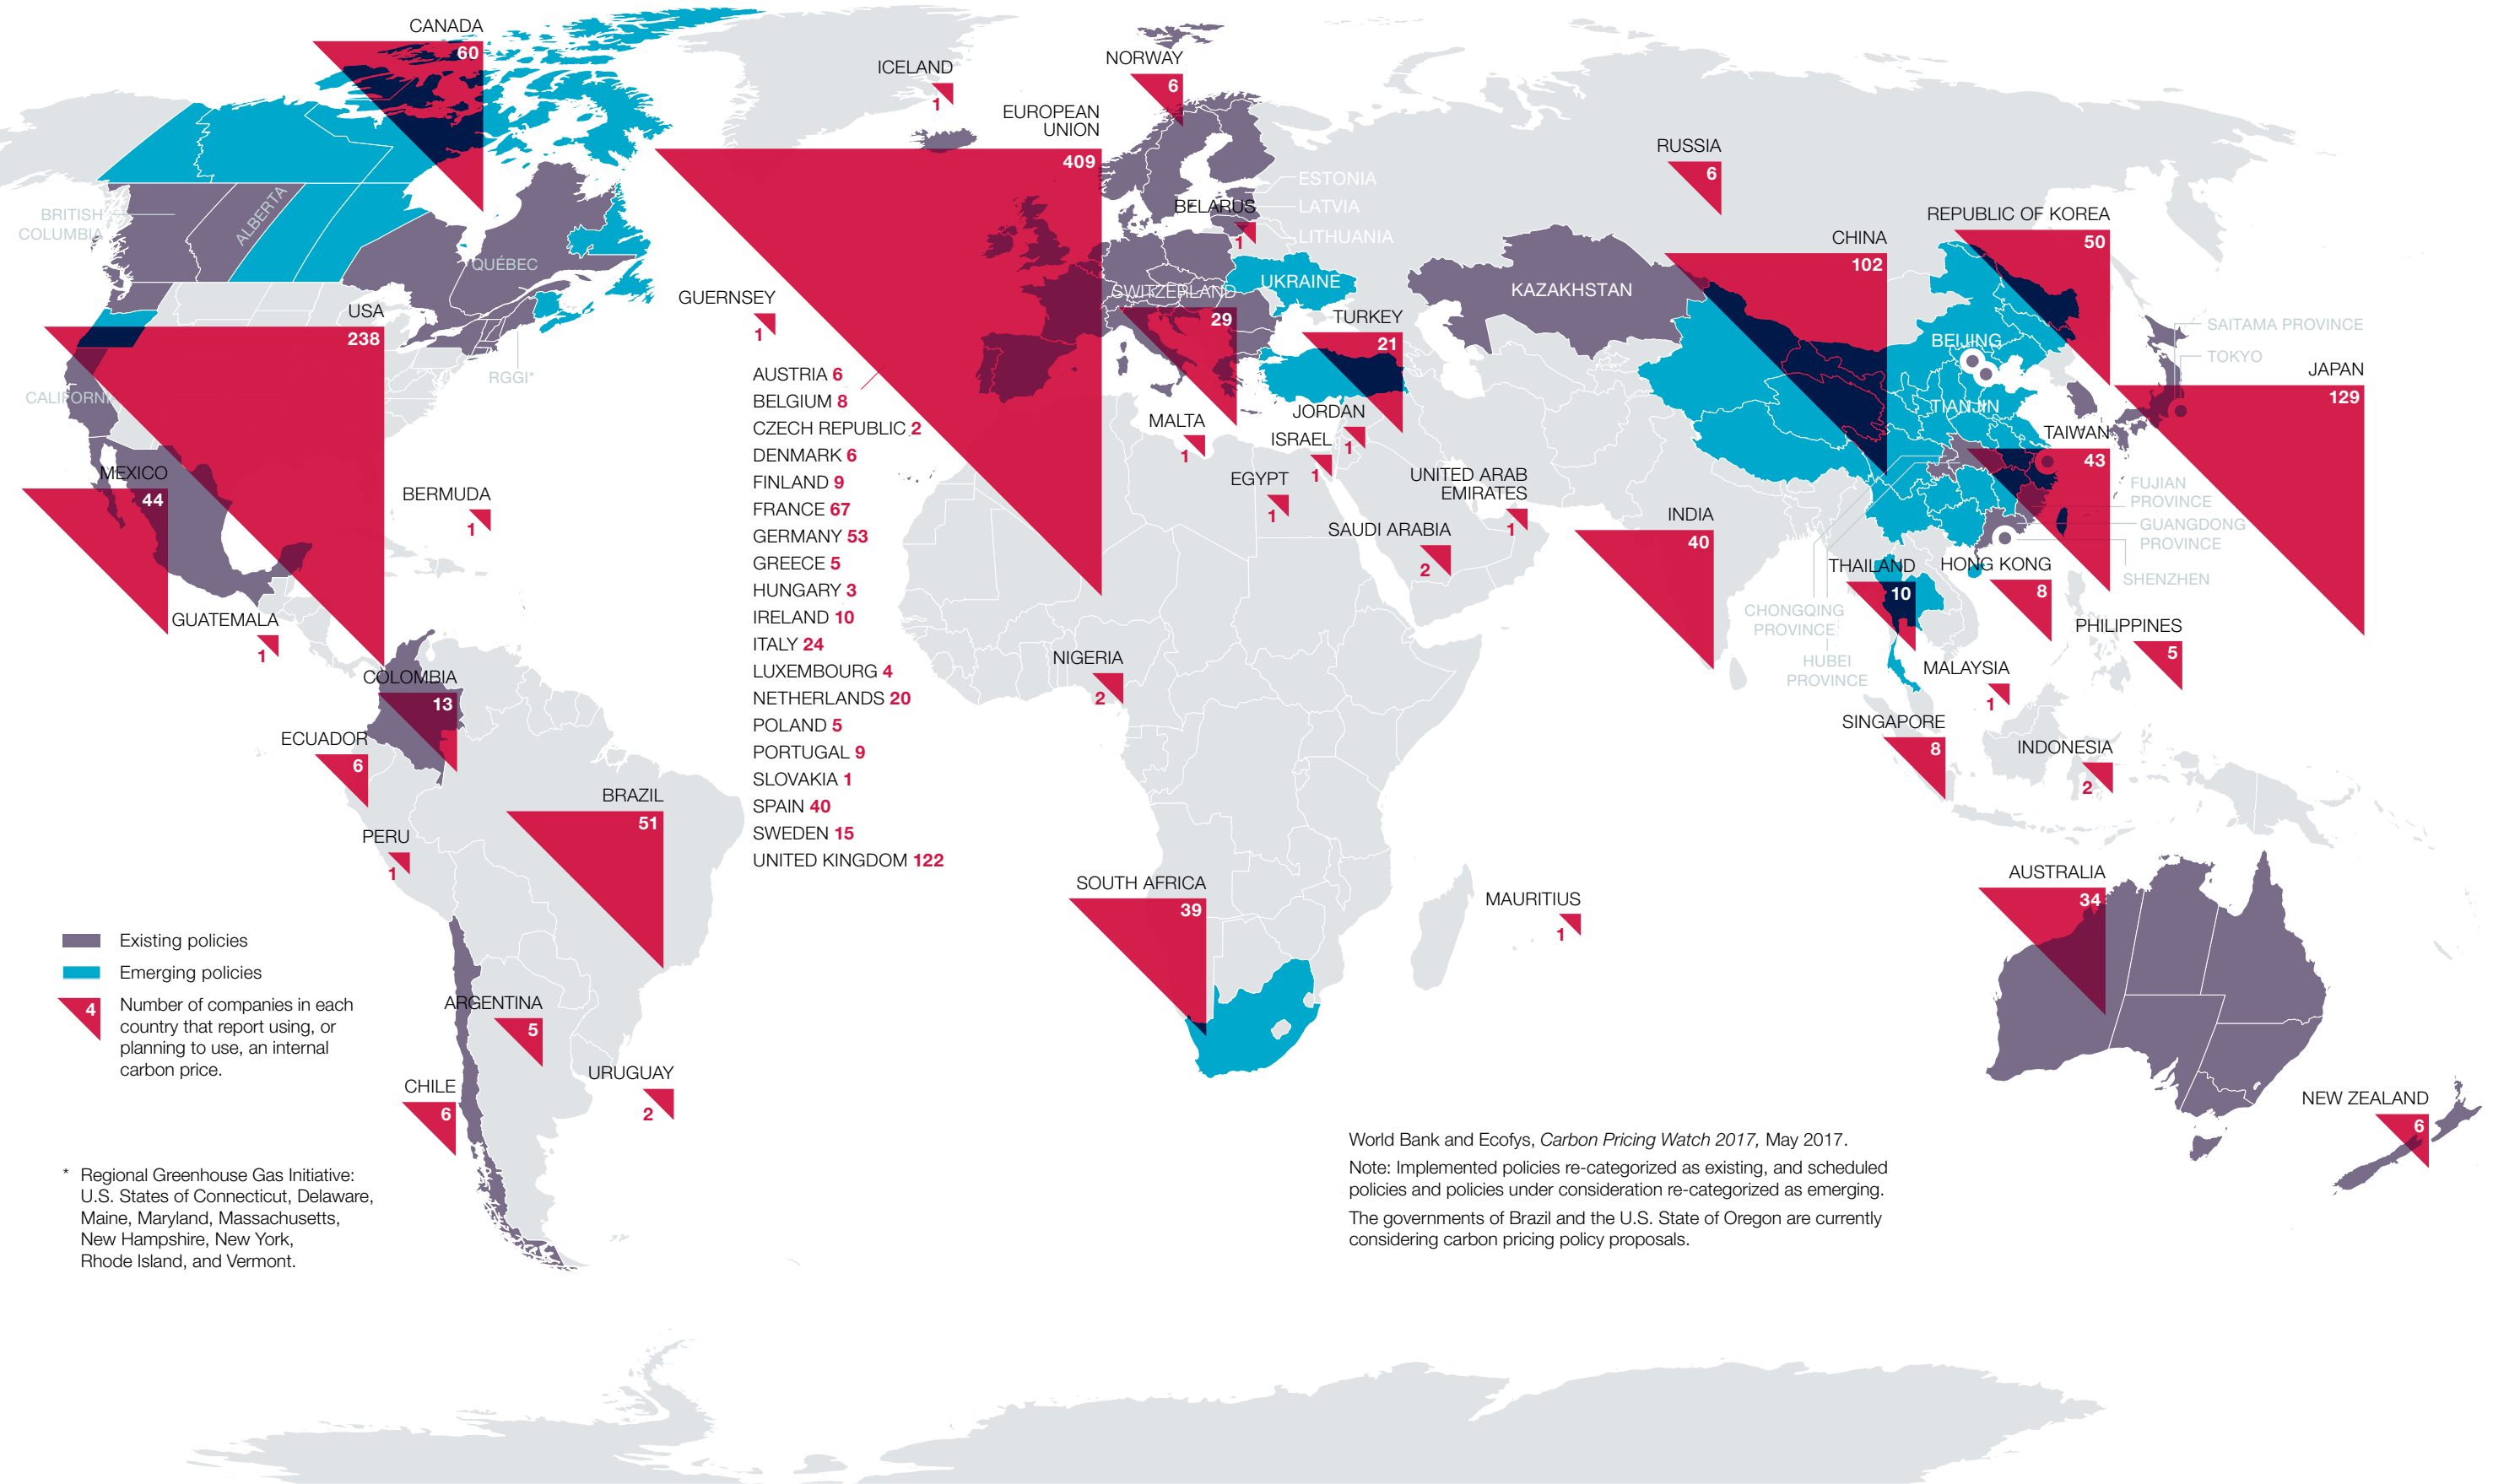 CANADA
60
ICELAND
1
NORWAY
6
EUROPEAN
UNION
409
RUSSIA
6
ESTONIA
LATVIA
LITHUANIA
BELARUS
1
BRITISH
COLUMBIA
ALBERTA
QUÉBEC
REPUBLIC OF KOREA
50
CHINA
102
UKRAINE
KAZAKHSTAN
SWITZERLAND
29
GUERNSEY
1
USA
238
TURKEY
21
BEIJING
TIANJIN
SAITAMA PROVINCE
TOKYO
JAPAN
129
RGGI*
CALIFORNI
AUSTRIA 6
BELGIUM 8
CZECH REPUBLIC 2
DENMARK 6
FINLAND 9
FRANCE 67
GERMANY 53
GREECE 5
HUNGARY 3
IRELAND 10
ITALY 24
LUXEMBOURG 4
NETHERLANDS 20
POLAND 5
PORTUGAL 9
SLOVAKIA 1
SPAIN 40
SWEDEN 15
UNITED KINGDOM 122
MALTA
1
JORDAN
1
ISRAEL
1
EGYPT
1
UNITED ARAB
EMIRATES
1
SAUDI ARABIA
2
TAIWAN
43
FUJIAN
PROVINCE
GUANGDONG
PROVINCE
SHENZHEN
MEXICO
44
BERMUDA
1
INDIA
40
THAILAND
10
HONG KONG
8
CHONGQING
PROVINCE
HUBEI
PROVINCE
PHILIPPINES
5
GUATEMALA
1
COLOMBIA
13
NIGERIA
2
MALAYSIA
1
SINGAPORE
8
INDONESIA
2
ECUADOR
6
BRAZIL
51
PERU
1
SOUTH AFRICA
39
MAURITIUS
1
AUSTRALIA
34
Existing policies
Emerging policies
4
Number of companies in each
country that report using, or
planning to use, an internal
carbon price.
ARGENTINA
5
CHILE
6
URUGUAY
2
NEW ZEALAND
6
* Regional Greenhouse Gas Initiative:
U.S. States of Connecticut, Delaware,
Maine, Maryland, Massachusetts,
New Hampshire, New York,
Rhode Island, and Vermont.
World Bank and Ecofys, Carbon Pricing Watch 2017, May 2017.
Note: Implemented policies re-categorized as existing, and scheduled
policies and policies under consideration re-categorized as emerging.
The governments of Brazil and the U.S. State of Oregon are currently
considering carbon pricing policy proposals.